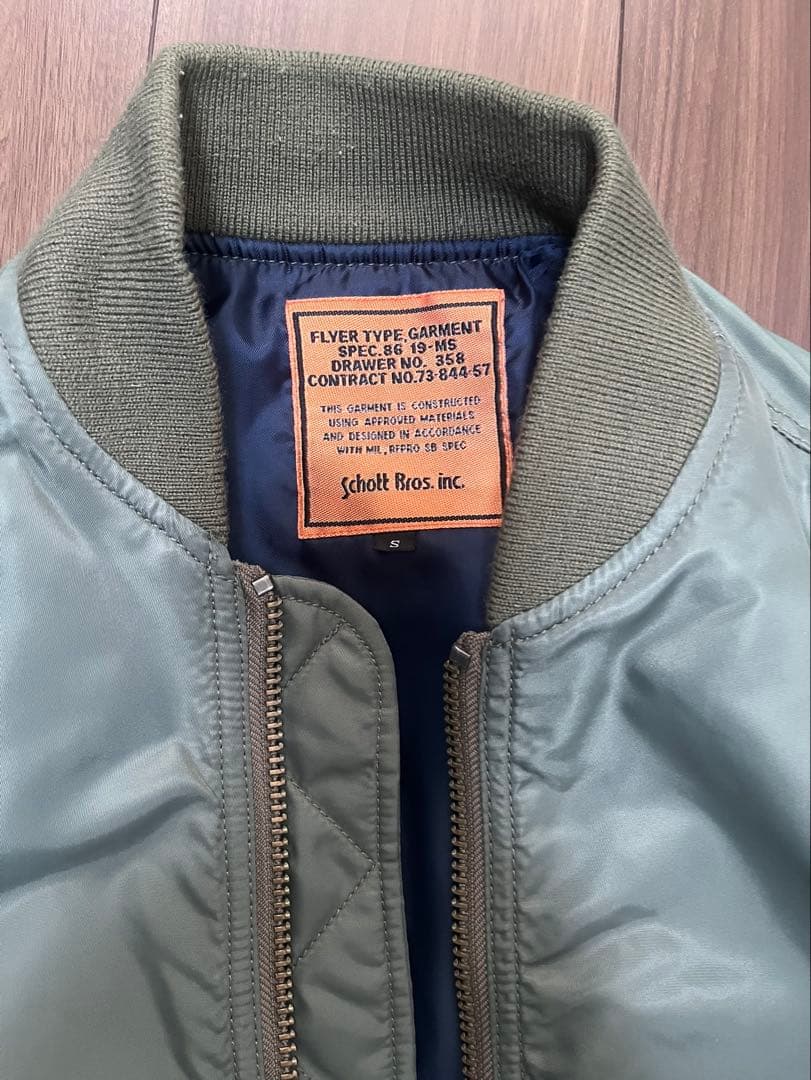 FLYER TYPE, GARMENT
SPEC. 86 19-MS
DRAWER NO. 358
CONTRACT NO. 73-844-57
THIS GARMENT IS CONSTRUCTED
USING APPROVED MATERIALS
AND DESIGNED IN ACCORDANCE
WITH MIL, REPRO SB SPEC
Schott Bros. inc.
S